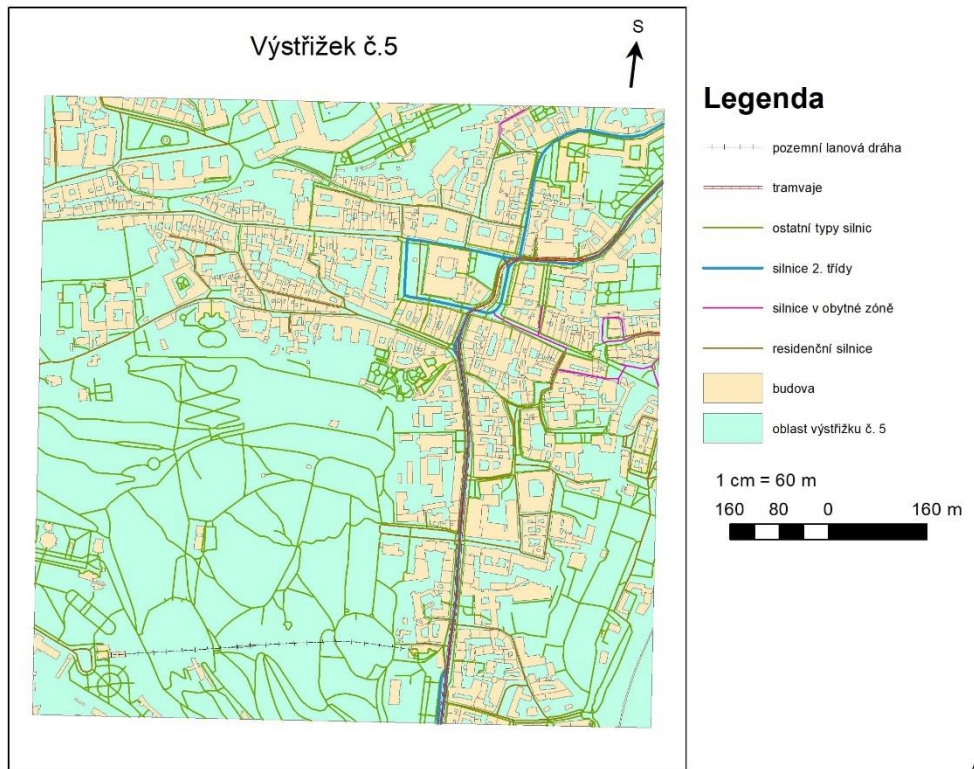 Výstřižek č.5
S
Legenda
pozemní lanová dráha
tramvaje
ostatní typy silnic
silnice 2. třídy
silnice v obytné zóně
residenční silnice
budova
oblast výstřižku č. 5
1 cm = 60 m
160 80 0 160 m